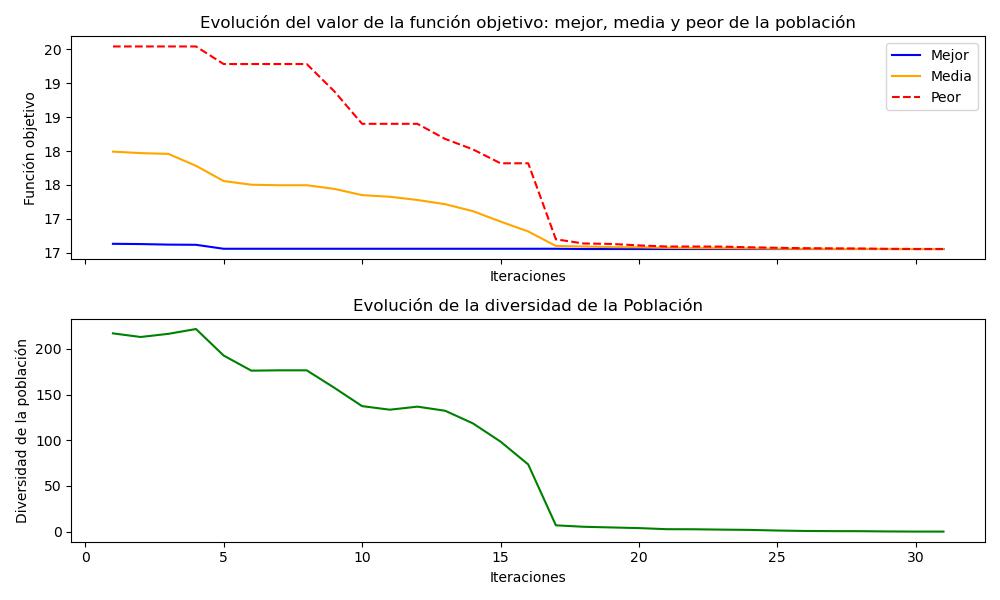 Evolución del valor de la función objetivo: mejor, media y peor de la población
Función objetivo
20
19
19
18
18
17
17
Mejor
Media
Peor
Iteraciones
Evolución de la diversidad de la Población
Diversidad de la población
200
150
100
50
0
0 5 10 15 20 25 30
Iteraciones